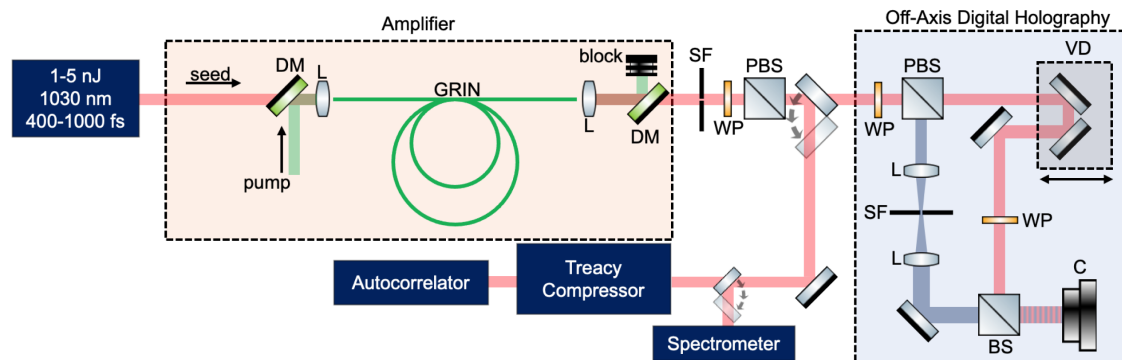 Amplifier
Off-Axis Digital Holography
1-5 nJ
1030 nm
400-1000 fs
seed
DM
L
pump
GRIN
block
L
DM
SF
WP
PBS
WP
PBS
VD
L
SF
L
WP
C
BS
Autocorrelator
Treacy
Compressor
Spectrometer